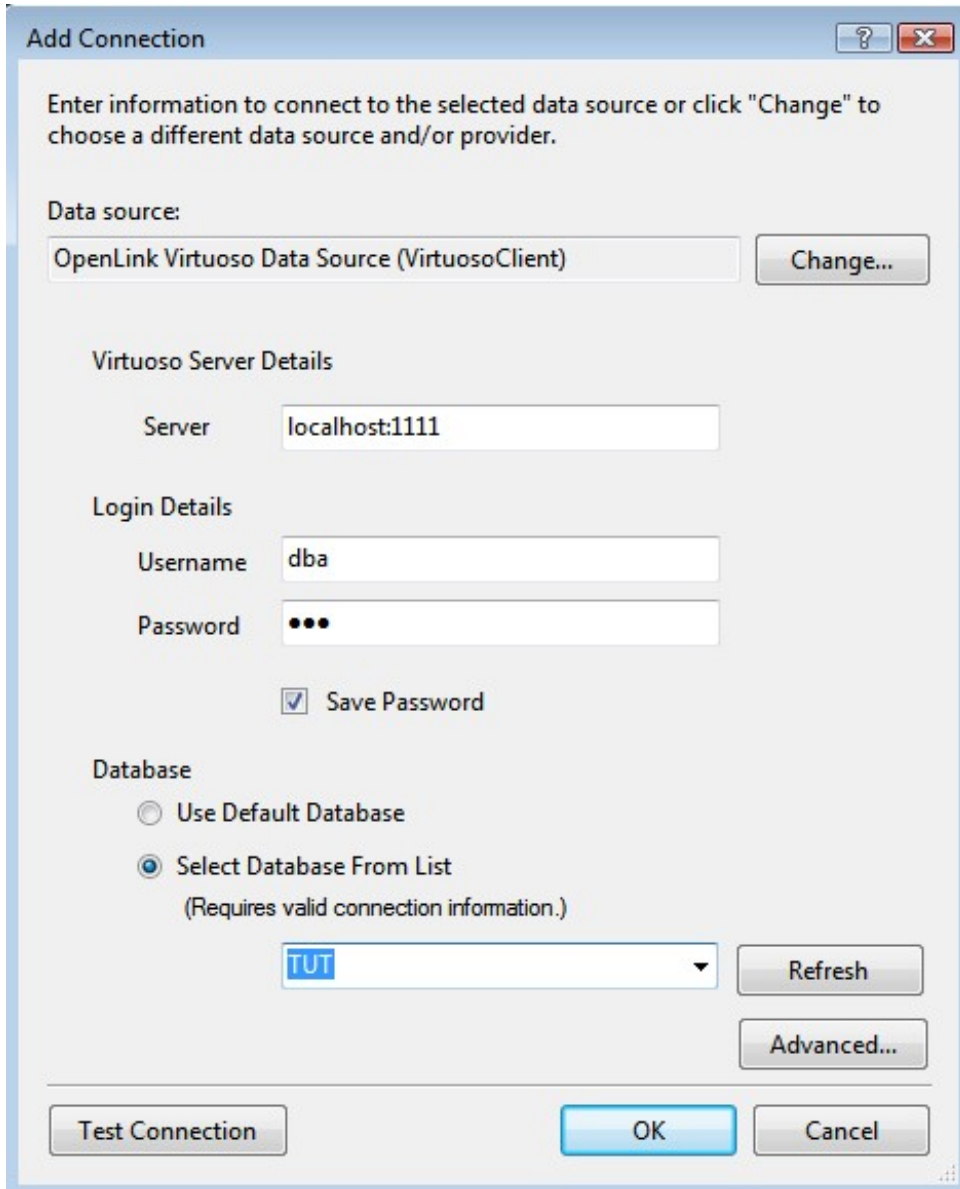 Add Connection
Enter information to connect to the selected data source or click "Change" to
choose a different data source and/or provider.
Data source:
OpenLink Virtuoso Data Source (VirtuosoClient)
Change...
Virtuoso Server Details
Server
localhost:1111
Login Details
Username
dba
Password
•••
Save Password
Database
Use Default Database
Select Database From List
(Requires valid connection information.)
TUT
Refresh
Advanced...
Test Connection
OK
Cancel